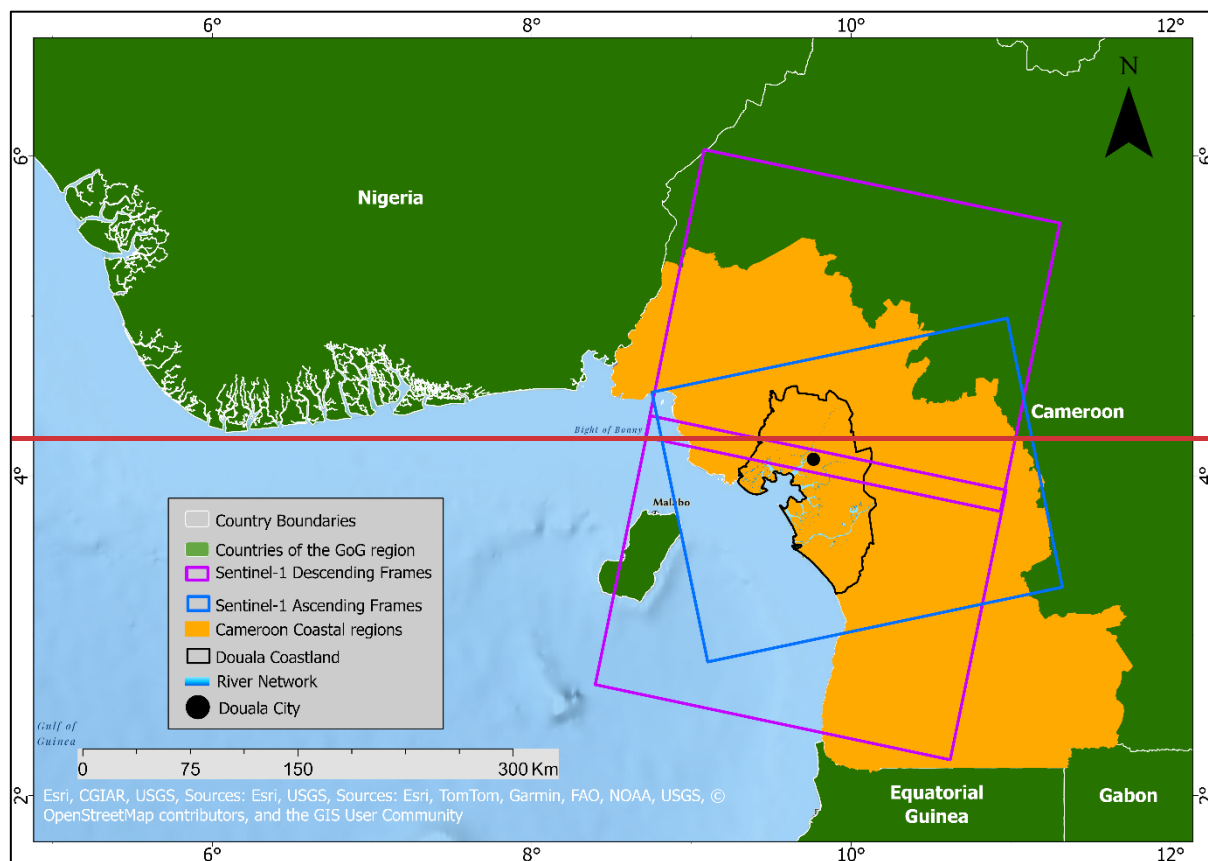 6° 8° 10° 12°
N
6° 6°
Nigeria
Cameroon
Bight of Bonny
4° 4°
Malabo
Country Boundaries
Countries of the GoG region
Sentinel-1 Descending Frames
Sentinel-1 Ascending Frames
Cameroon Coastal regions
Douala Coastland
River Network
Douala City
Gulf of
Guinea
0 75 150 300 Km
Esri, CGIAR, USGS, Sources: Esri, USGS, Sources: Esri, TomTom, Garmin, FAO, NOAA, USGS, ©
OpenStreetMap contributors, and the GIS User Community
2° 2°
Equatorial
Guinea
Gabon
6° 8° 10° 12°